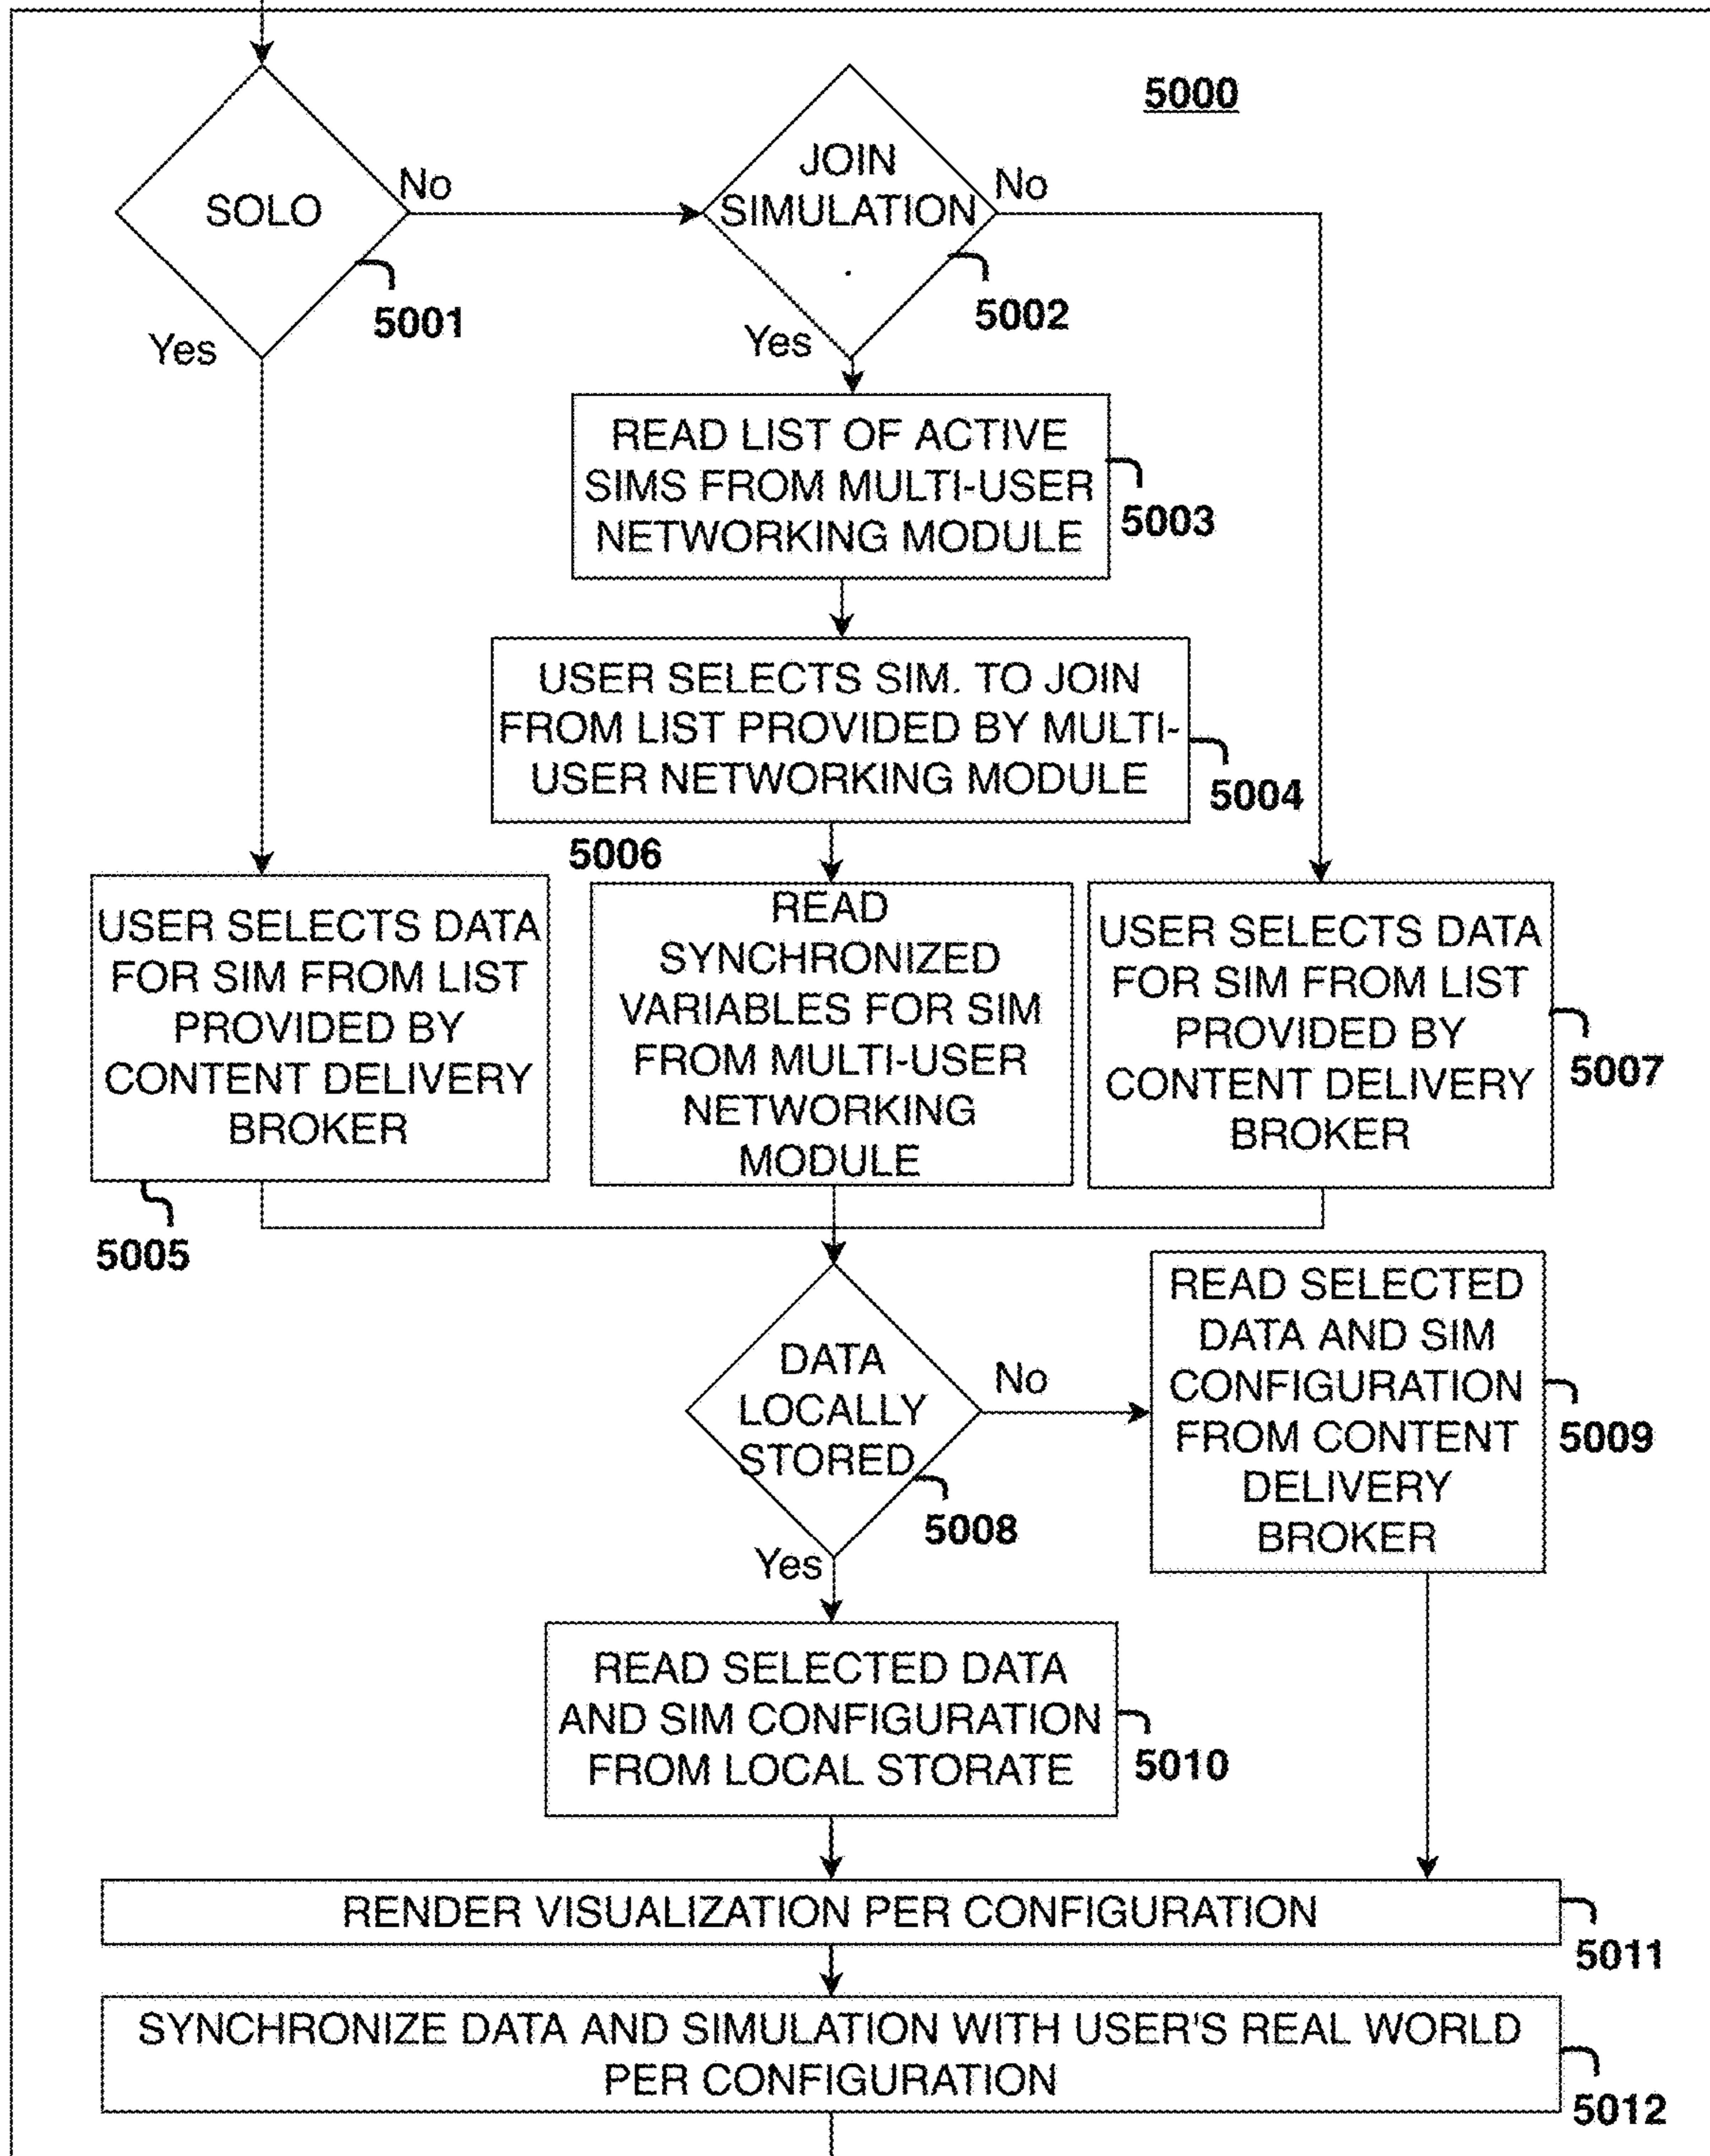 5000
SOLO
No
5001
Yes
JOIN
SIMULATION
.
No
5002
Yes
READ LIST OF ACTIVE
SIMS FROM MULTI-USER
NETWORKING MODULE
5003
USER SELECTS SIM. TO JOIN
FROM LIST PROVIDED BY MULTI-
USER NETWORKING MODULE
5004
USER SELECTS DATA
FOR SIM FROM LIST
PROVIDED BY
CONTENT DELIVERY
BROKER
5005
5006
READ
SYNCHRONIZED
VARIABLES FOR SIM
FROM MULTI-USER
NETWORKING
MODULE
USER SELECTS DATA
FOR SIM FROM LIST
PROVIDED BY
CONTENT DELIVERY
BROKER
5007
DATA
LOCALLY
STORED
No
5008
Yes
READ SELECTED
DATA AND SIM
CONFIGURATION
FROM CONTENT
DELIVERY
BROKER
5009
READ SELECTED DATA
AND SIM CONFIGURATION
FROM LOCAL STORATE
5010
RENDER VISUALIZATION PER CONFIGURATION
5011
SYNCHRONIZE DATA AND SIMULATION WITH USER'S REAL WORLD
PER CONFIGURATION
5012